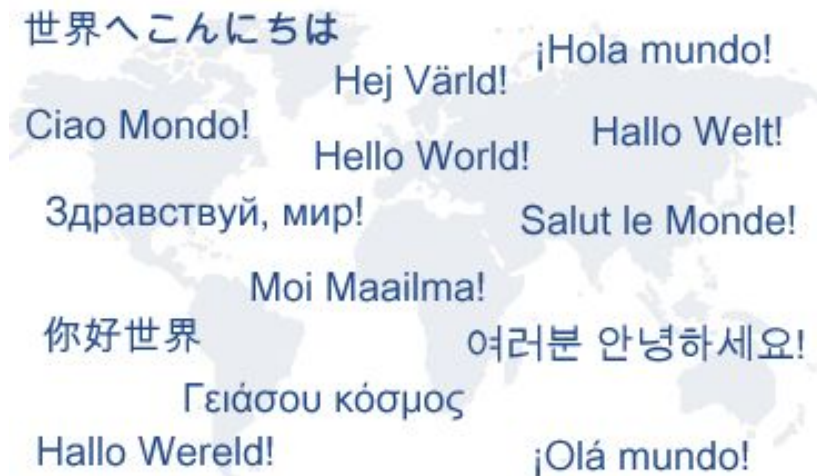 世界へこんにちは
¡Hola mundo!
Hej Värld!
Ciao Mondo!
Hallo Welt!
Hello World!
Здравствуй, мир!
Salut le Monde!
Moi Maailma!
你好世界
여러분 안녕하세요!
Γειάσου κόσμος
Hallo Wereld!
¡Olá mundo!